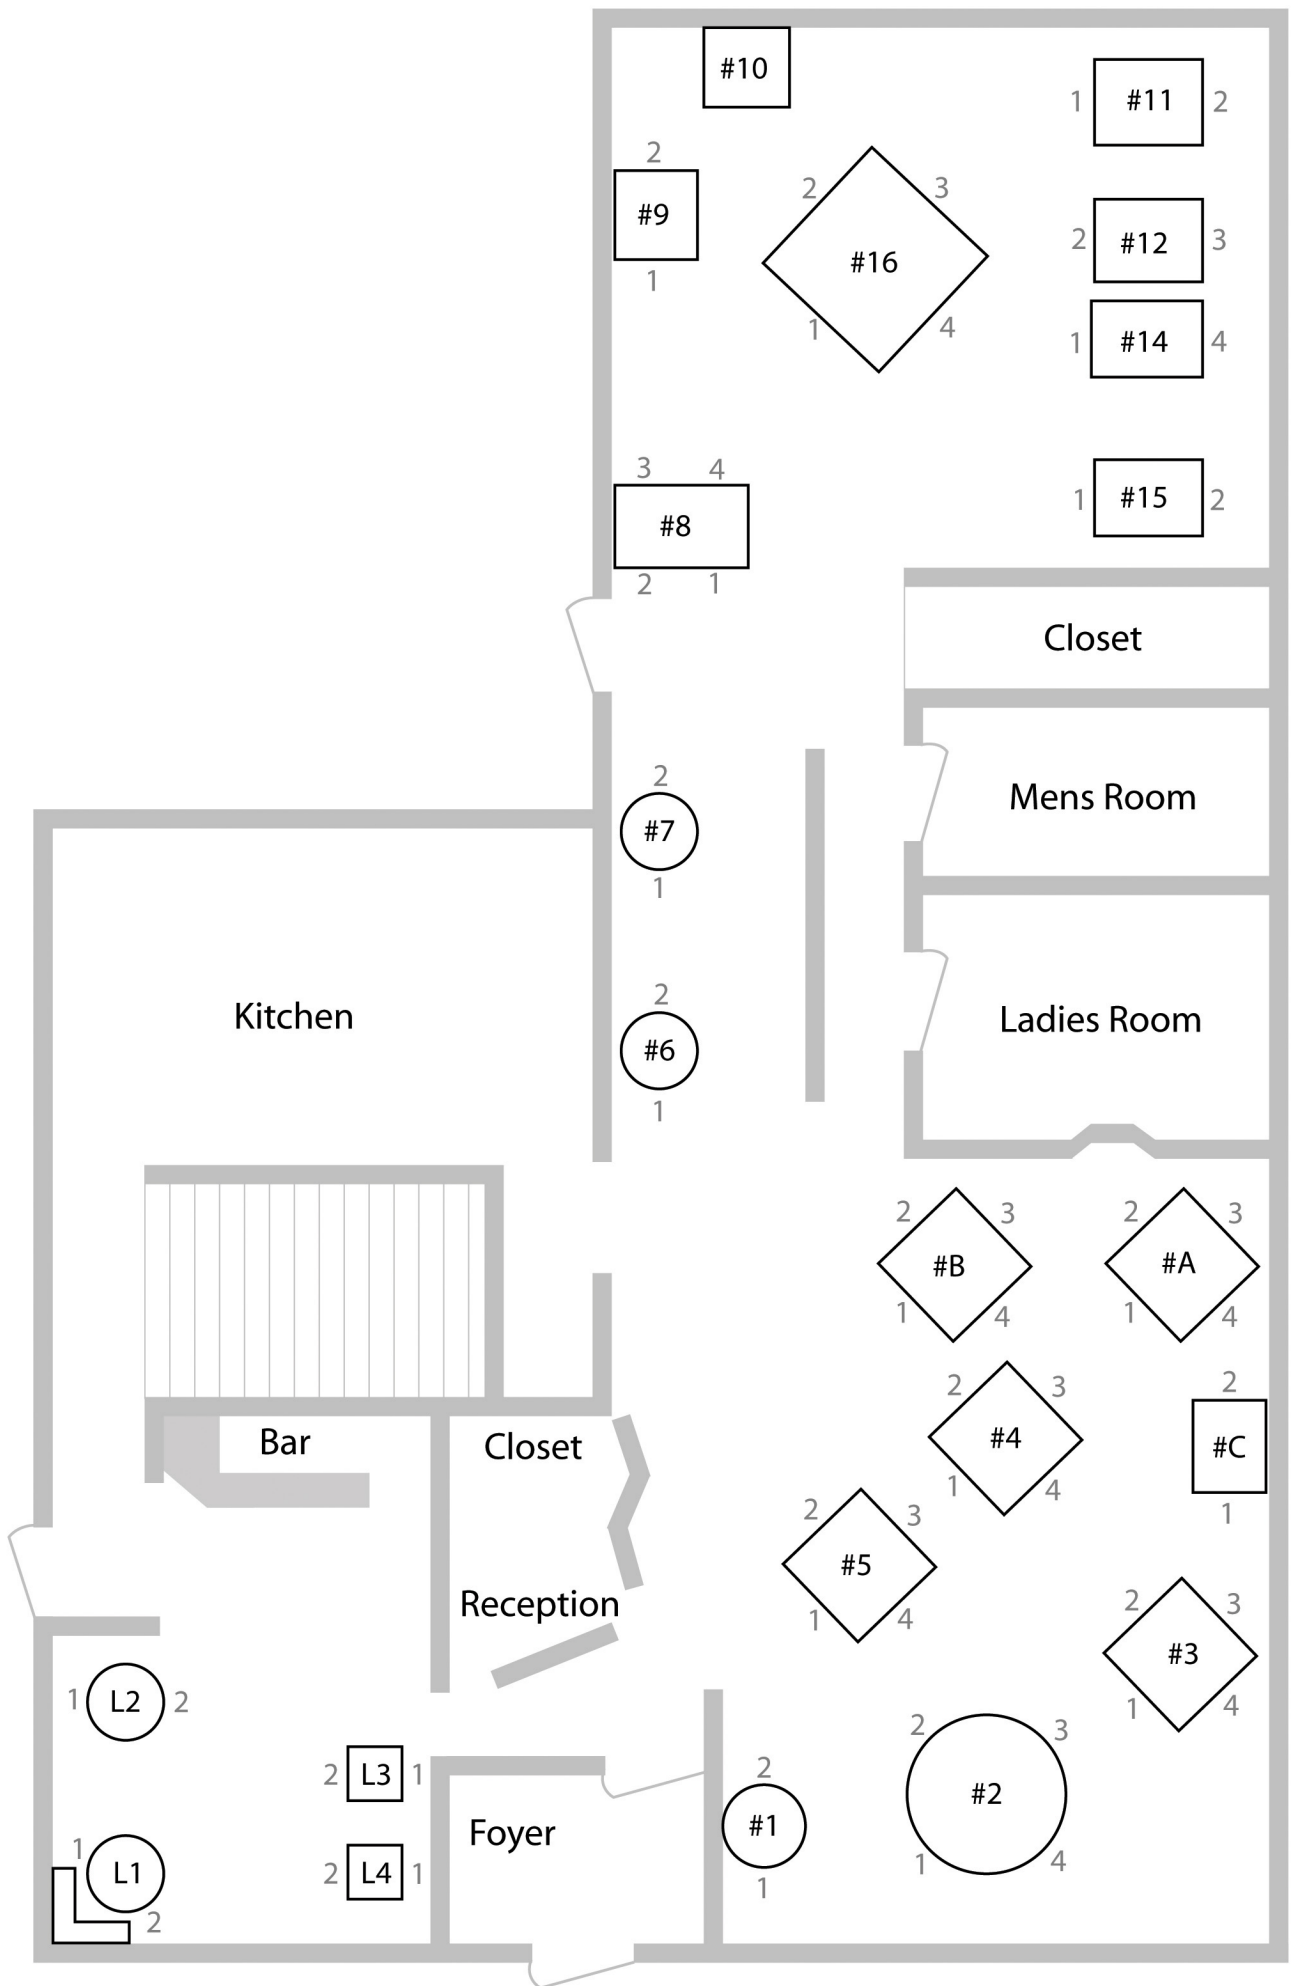 #10
1 #11 2
2
#9
1
2 3
#16
1 4
2 #12 3
1 #14 4
3 4
#8
2 1
1 #15 2
Closet
Mens Room
2
#7
1
Kitchen
2
#6
1
Ladies Room
2 3
#B
1 4
2 3
#A
1 4
2 3
#4
1 4
2
#C
1
Bar
Closet
2 3
#5
1 4
Reception
2 3
#3
1 4
1 L2 2
2 L3 1
2 3
#2
1 4
2
#1
1
Foyer
1
L1
2
2 L4 1